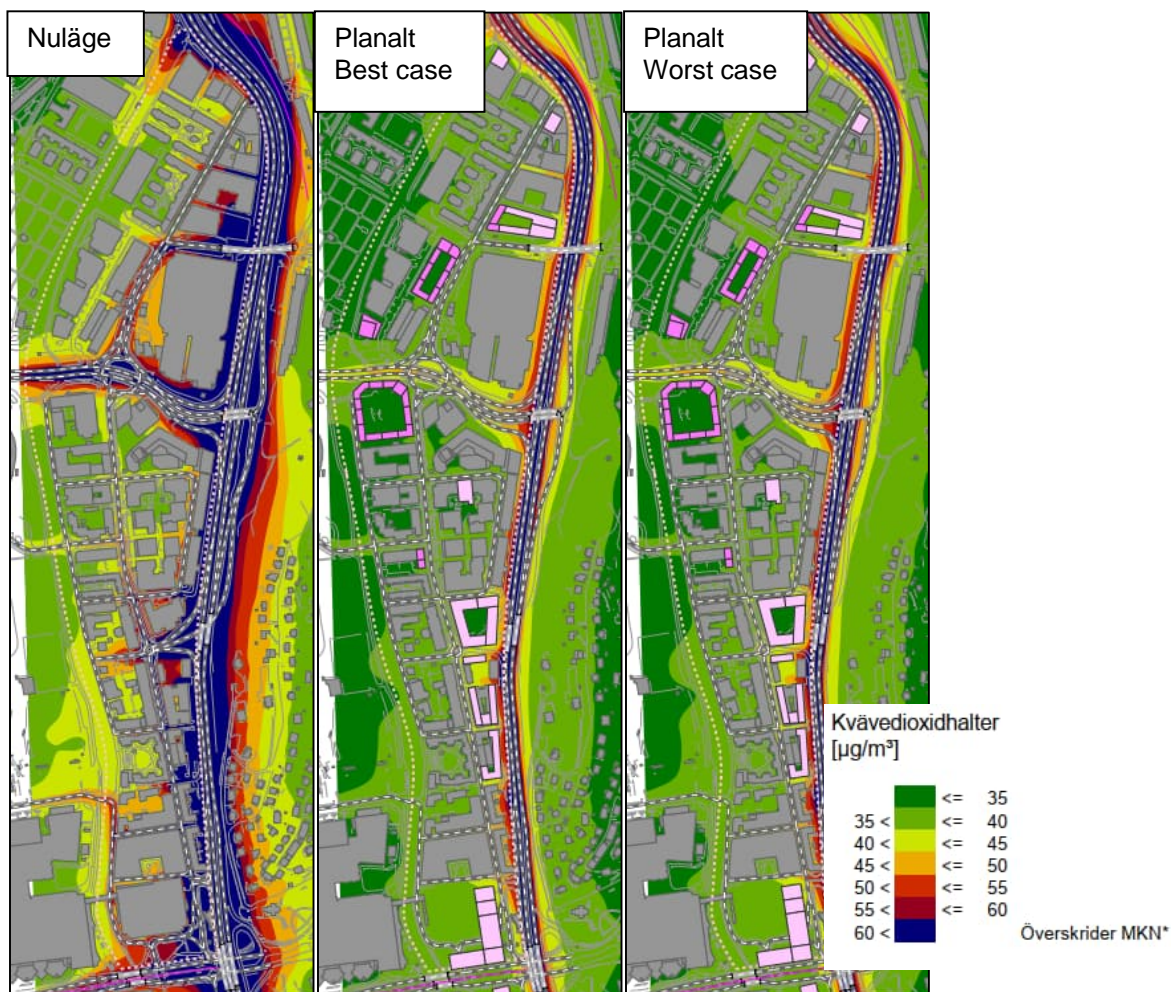 Nuläge
Planalt
Best case
Planalt
Worst case
Kvävedioxidhalter
[µg/m³]
<= 35
35 < <= 40
40 < <= 45
45 < <= 50
50 < <= 55
55 < <= 60
60 < Överskrider MKN*